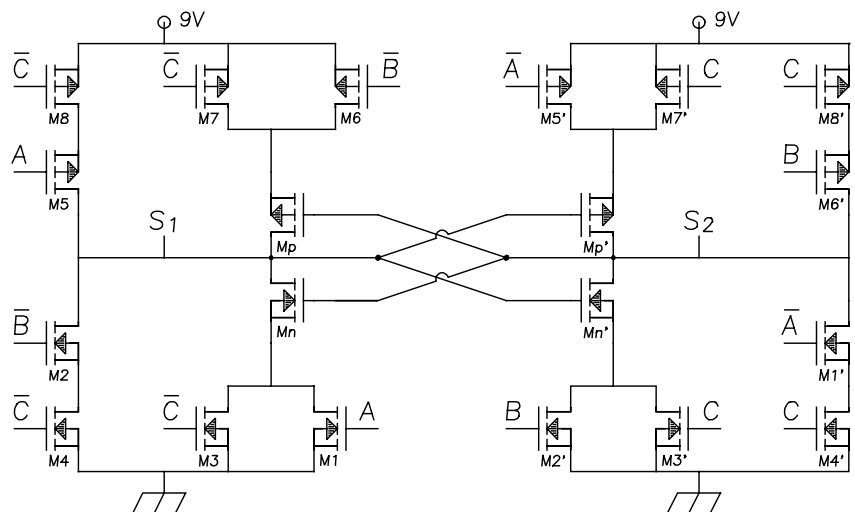 9V 9V
C̅ C̅ B̅ A̅ C C
M8 M7 M6 M5' M7' M8'
A B
M5 M6'
S1 S2
Mp Mp'
B̅ A̅
Mn Mn'
M2 M1'
C̅ C̅ A B C C
M4 M3 M1 M2' M3' M4'